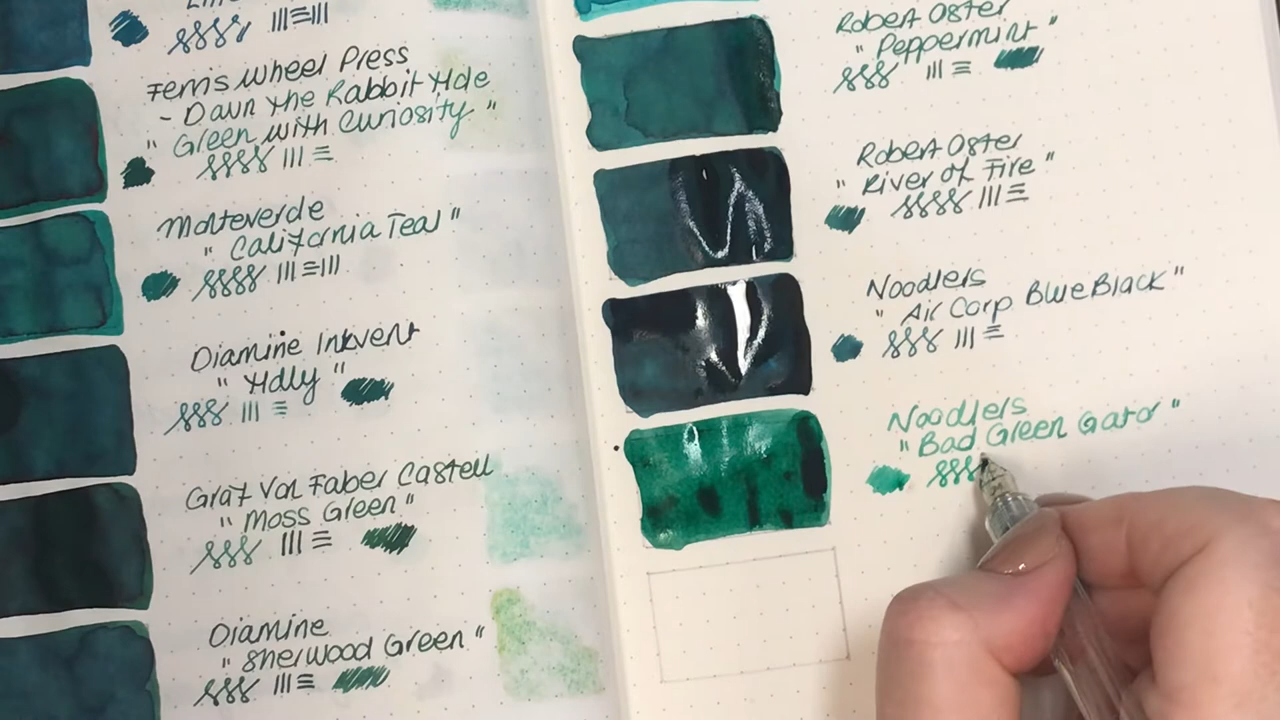 Ferris Wheel Press
- Down the Rabbit Hole
" Green with Curiosity "
Monteverde
" California Teal "
Diamine Inkvent
" Holly "
Graf Von Faber Castell
" Moss Green "
Diamine
" Sherwood Green "
Robert Oster
" Peppermint "
Robert Oster
" River of Fire "
Noodlers
" Air Corp BlueBlack "
Noodlers
" Bad Green Gator "